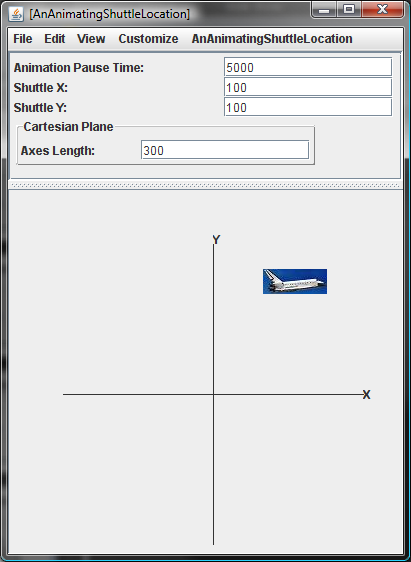 [AnAnimatingShuttleLocation]
File Edit View Customize AnAnimatingShuttleLocation
Animation Pause Time: 5000
Shuttle X: 100
Shuttle Y: 100
Cartesian Plane
Axes Length: 300
Y
X